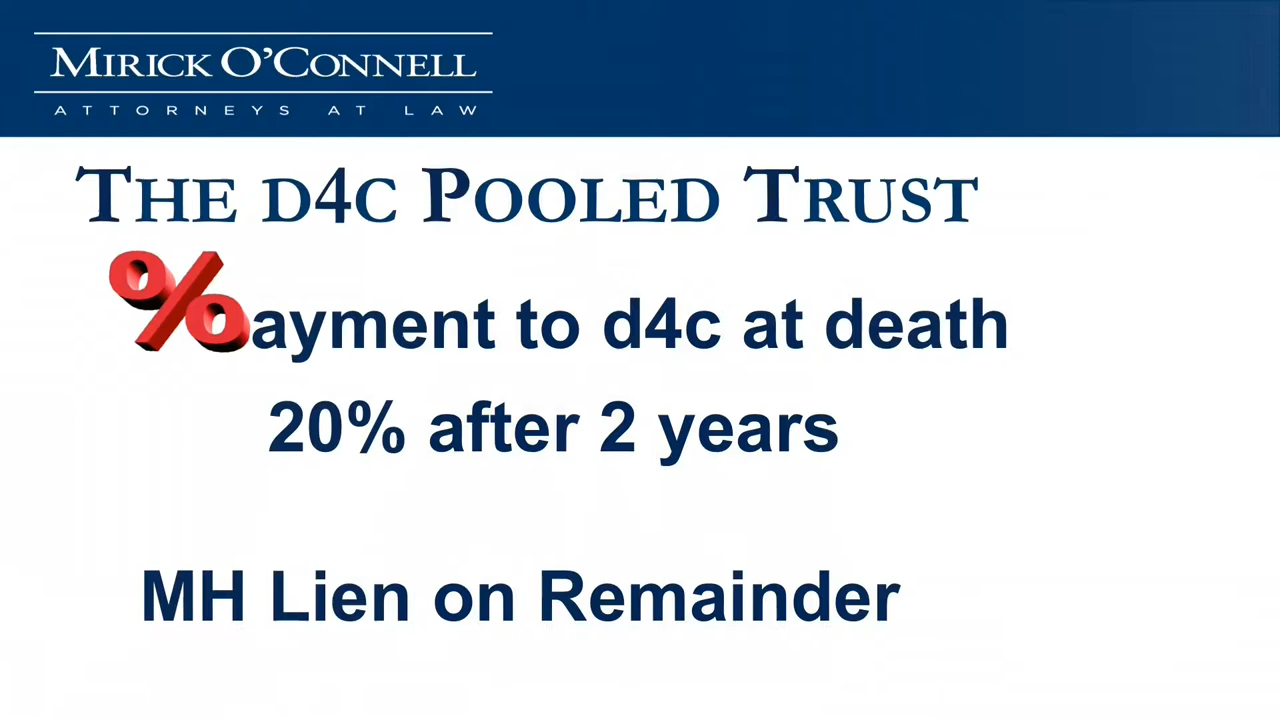 MIRICK O'CONNELL
ATTORNEYS AT LAW
THE D4C POOLED TRUST
%ayment to d4c at death
20% after 2 years
MH Lien on Remainder